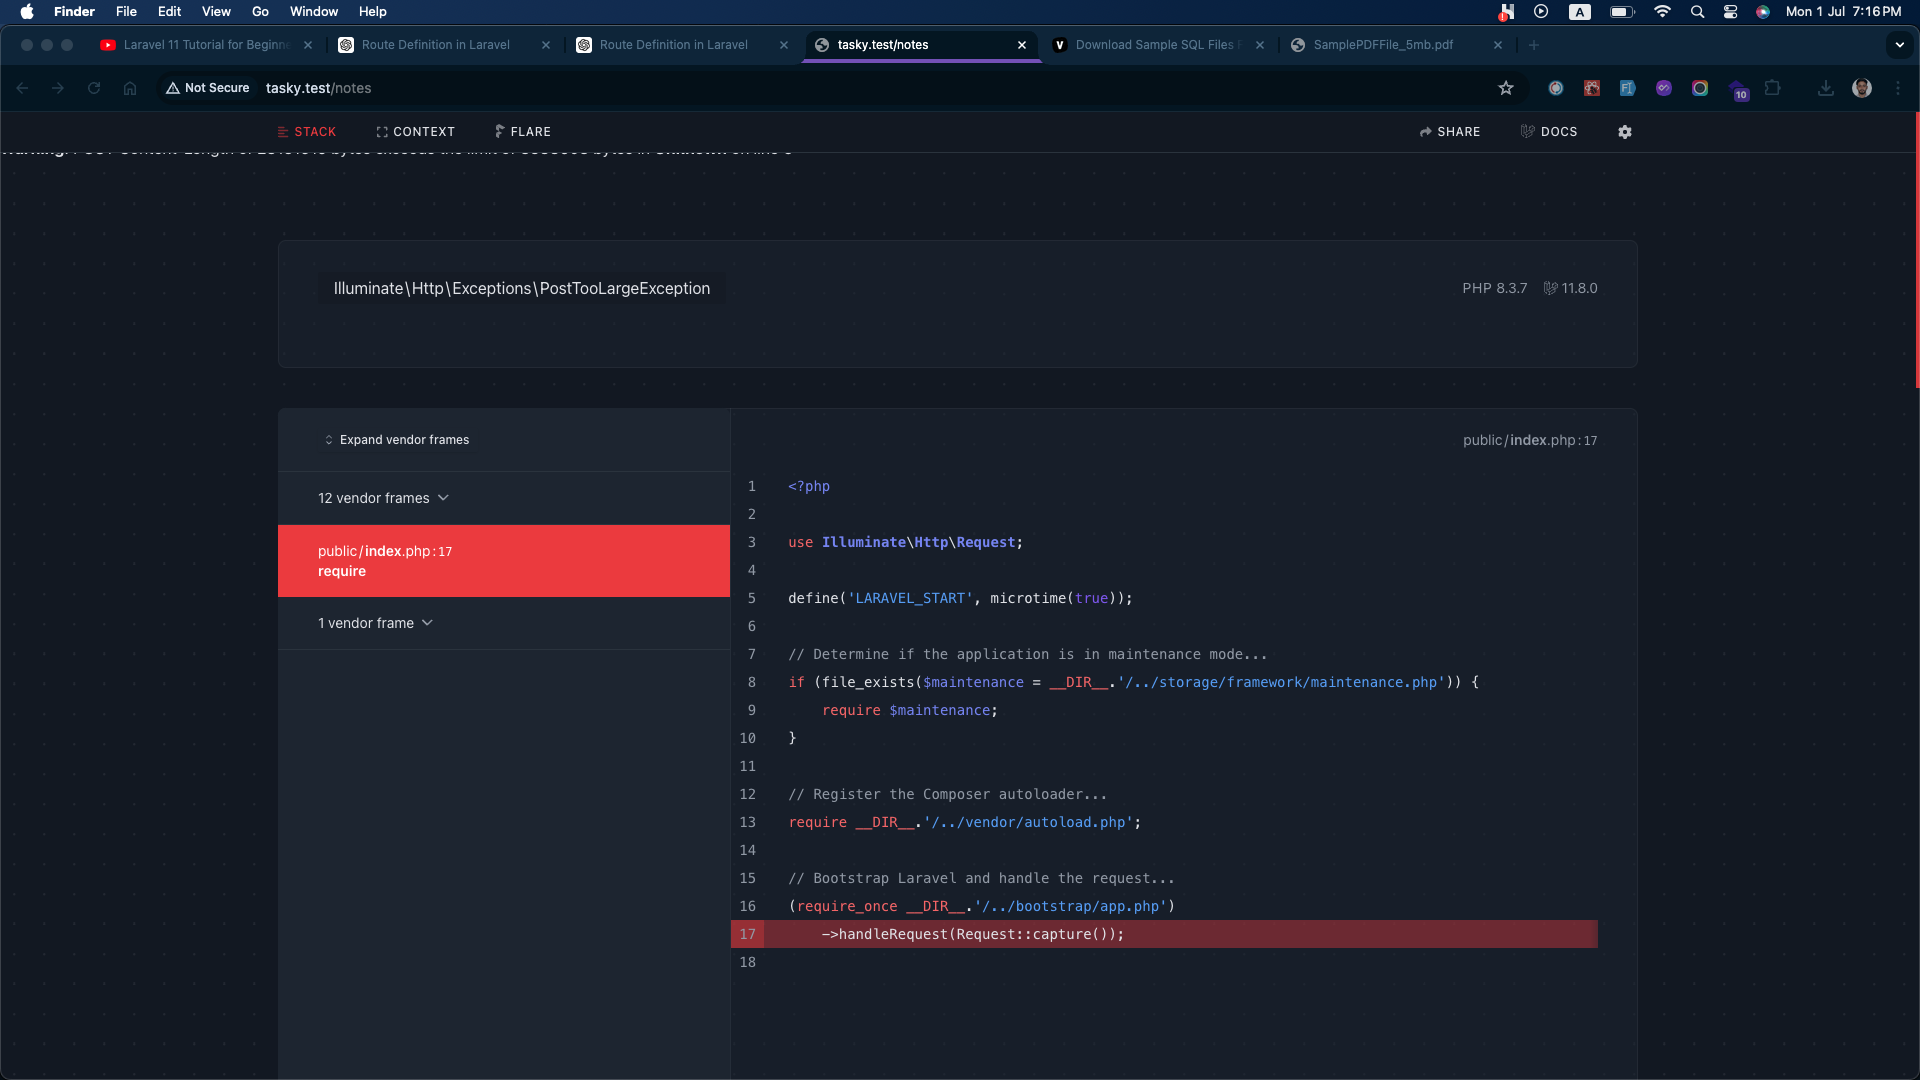 Finder File Edit View Go Window Help
A
Mon 1 Jul 7:16 PM
Laravel 11 Tutorial for Beginne
Route Definition in Laravel
Route Definition in Laravel
tasky.test/notes
Download Sample SQL Files F
SamplePDFFile_5mb.pdf
Not Secure tasky.test/notes
10
STACK CONTEXT FLARE
SHARE DOCS
Illuminate\Http\Exceptions\PostTooLargeException
PHP 8.3.7 11.8.0
Expand vendor frames
12 vendor frames
public/index.php:17
require
1 vendor frame
public/index.php:17
1 <?php
2
3 use Illuminate\Http\Request;
4
5 define('LARAVEL_START', microtime(true));
6
7 // Determine if the application is in maintenance mode...
8 if (file_exists($maintenance = __DIR__.'/../storage/framework/maintenance.php')) {
9 require $maintenance;
10 }
11
12 // Register the Composer autoloader...
13 require __DIR__.'/../vendor/autoload.php';
14
15 // Bootstrap Laravel and handle the request...
16 (require_once __DIR__.'/../bootstrap/app.php')
17 ->handleRequest(Request::capture());
18